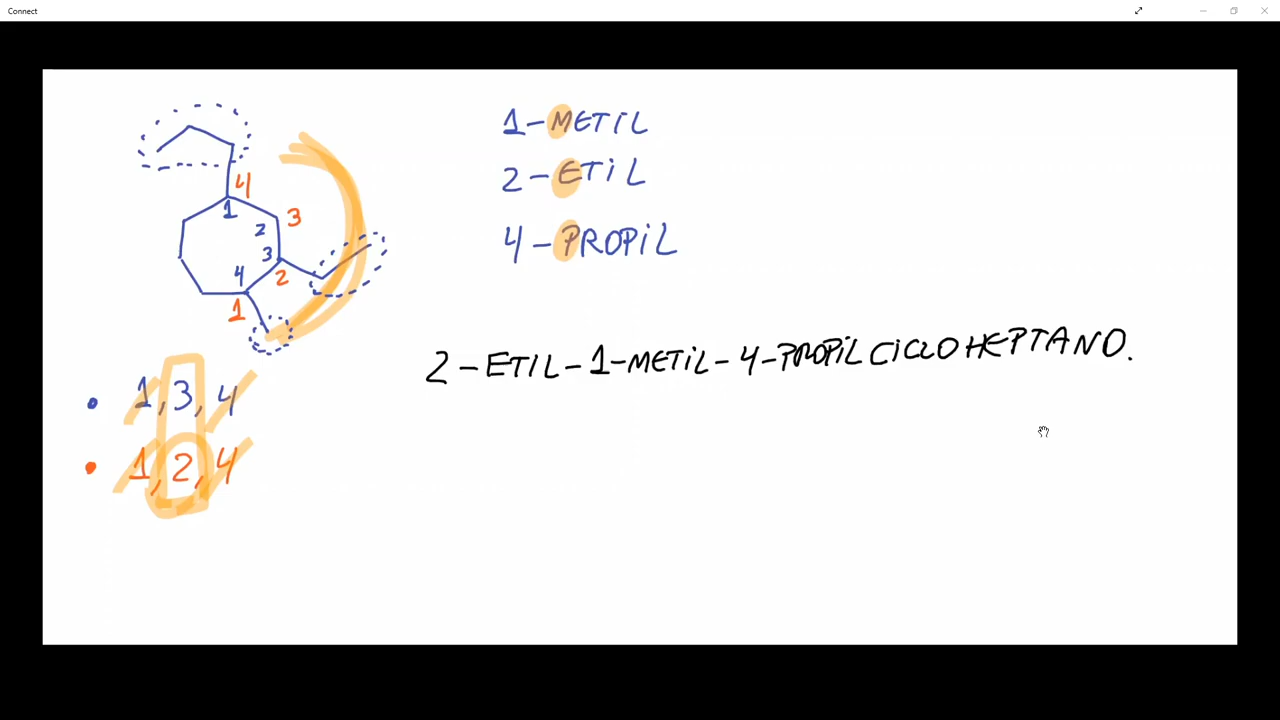 Connect
1-METIL
2-ETIL
4-PROPIL
4
1
3
2
3
4
2
1
2-ETIL-1-METIL-4-PROPILCICLOHEPTANO.
• 1,3,4
• 1,2,4